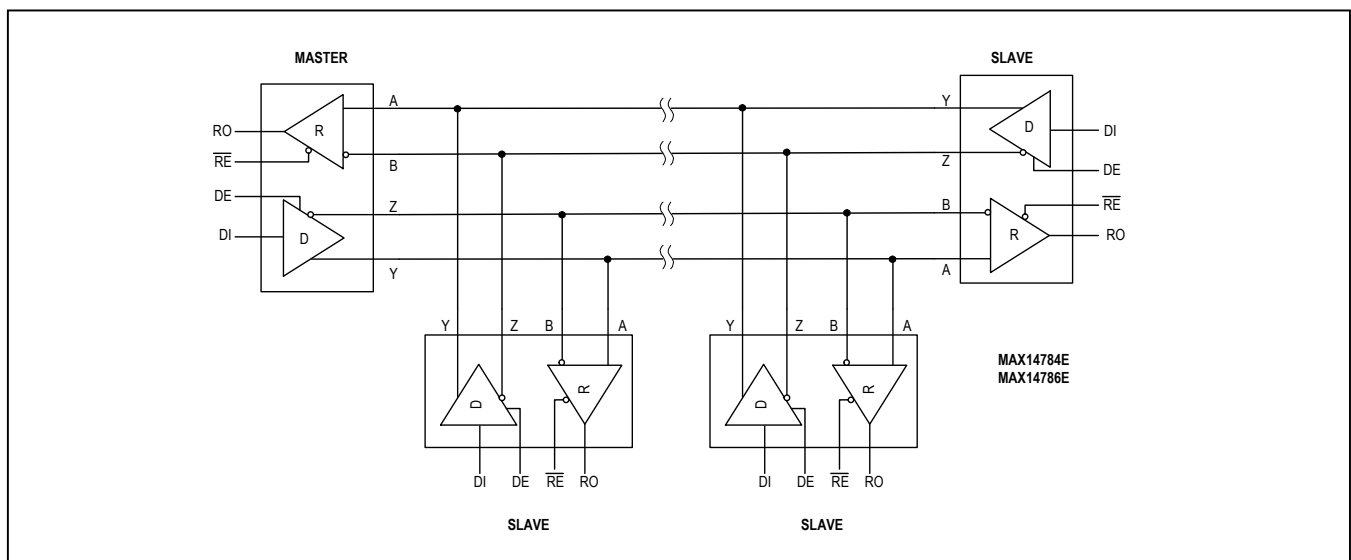 MASTER
SLAVE
A
Y
RO
R
D
DI
RE
B
Z
DE
DE
Z
B
RE
DI
D
R
RO
Y
A
Y Z B A
Y Z B A
MAX14784E
MAX14786E
D R
D R
DI DE RE RO
DI DE RE RO
SLAVE
SLAVE